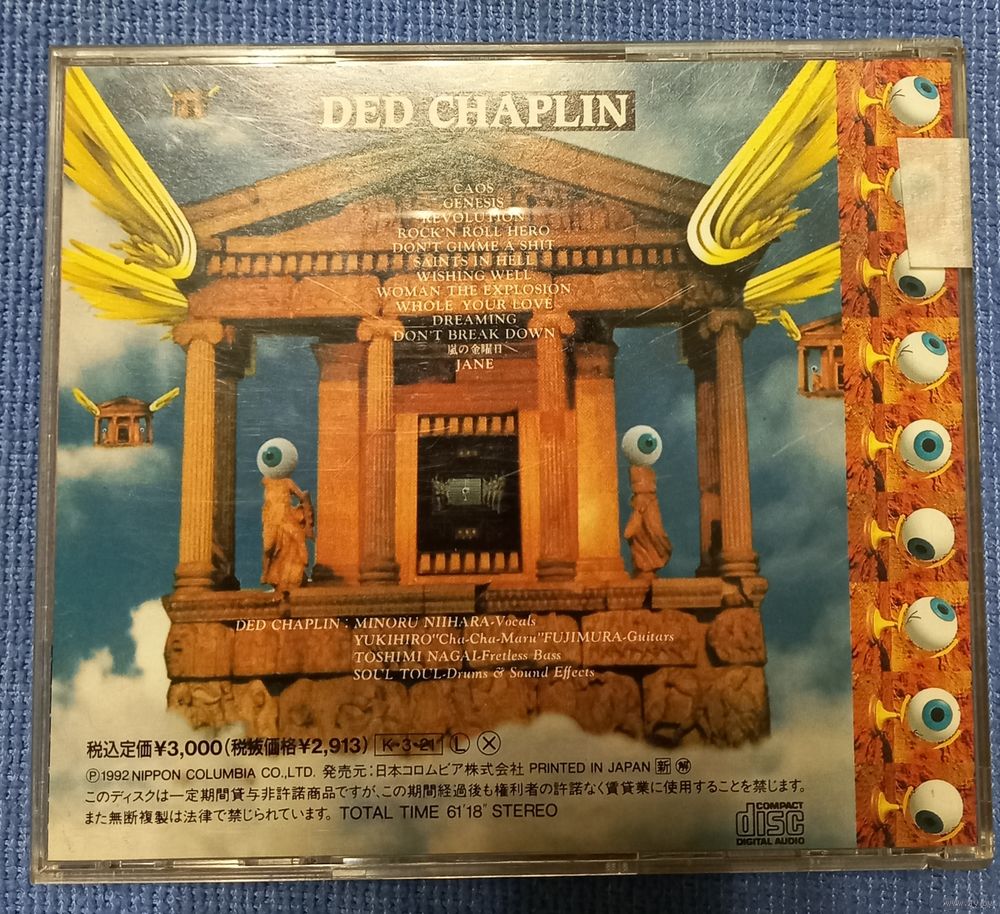 DED CHAPLIN
CAOS
GENESIS
REVOLUTION
ROCK'N ROLL HERO
DON'T GIMME A SHIT
SAINTS IN HELL
WISHING WELL
WOMAN THE EXPLOSION
WHOLE YOUR LOVE
DREAMING
DON'T BREAK DOWN
嵐の金曜日
JANE
DED CHAPLIN : MINORU NIIHARA-Vocals
YUKIHIRO"Cha-Cha-Maru"FUJIMURA-Guitars
TOSHIMI NAGAI-Fretless Bass
SOUL TOUL-Drums & Sound Effects
税込定価¥3,000(税抜価格¥2,913) K-3-21 Ⓛ Ⓧ
Ⓟ1992 NIPPON COLUMBIA CO.,LTD. 発売元:日本コロムビア株式会社 PRINTED IN JAPAN 新 解
このディスクは一定期間貸与非許諾商品ですが、この期間経過後も権利者の許諾なく賃貸業に使用することを禁じます。
また無断複製は法律で禁じられています。 TOTAL TIME 61'18" STEREO
COMPACT
disc
DIGITAL AUDIO